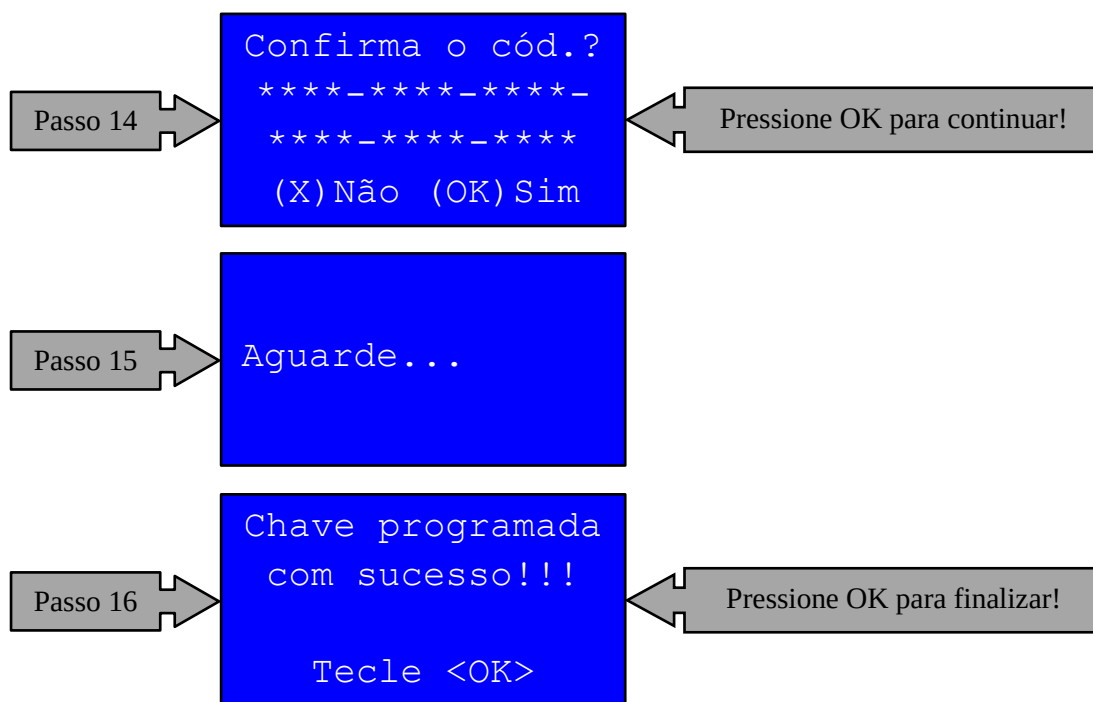 Passo 14
Confirma o cód.?
****-****-****-
****-****-****
(X)Não (OK)Sim
Pressione OK para continuar!
Passo 15
Aguarde...
Passo 16
Chave programada
com sucesso!!!
Tecle <OK>
Pressione OK para finalizar!